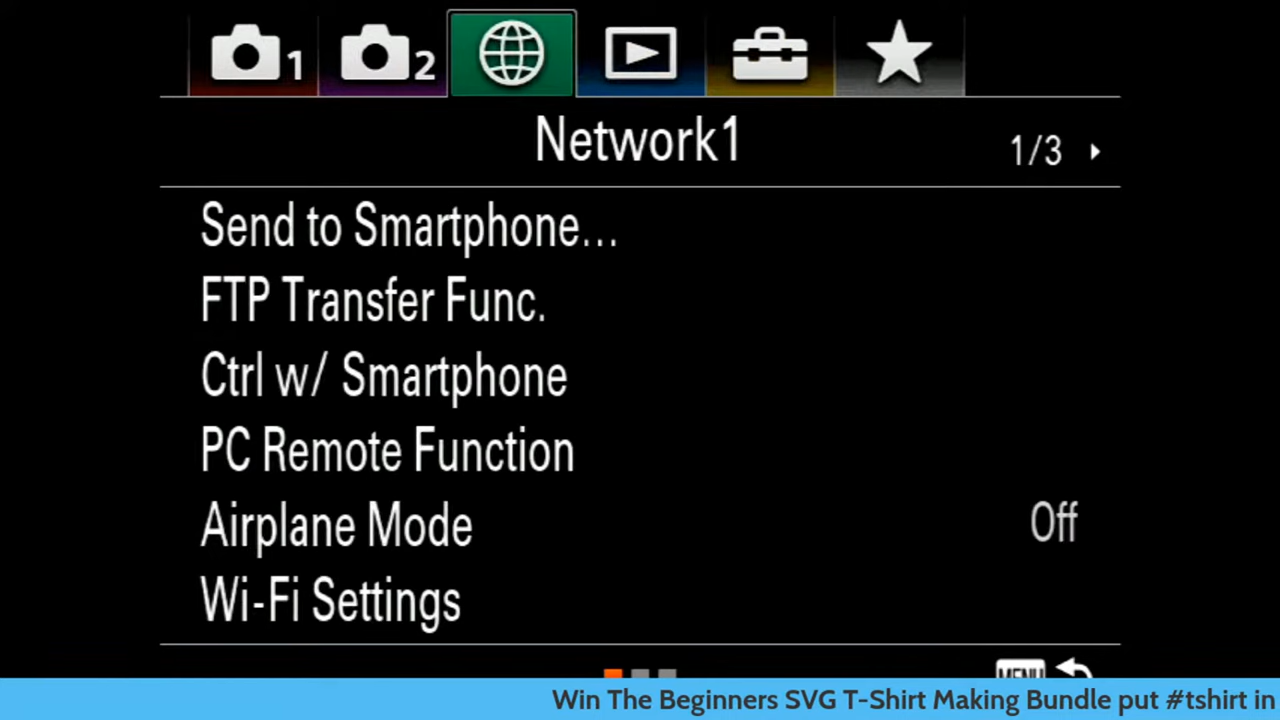 1 2
Network1 1/3
Send to Smartphone...
FTP Transfer Func.
Ctrl w/ Smartphone
PC Remote Function
Airplane Mode Off
Wi-Fi Settings
MENU
Win The Beginners SVG T-Shirt Making Bundle put #tshirt in